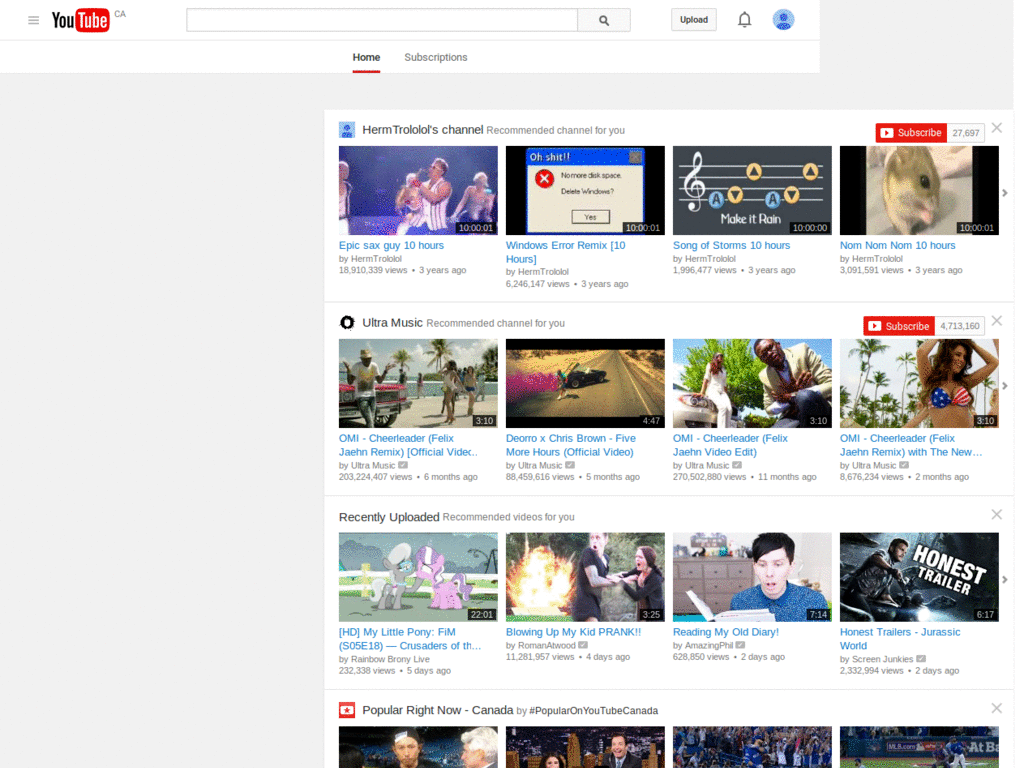 YouTube CA
Upload
Home Subscriptions
HermTrololol's channel Recommended channel for you
Subscribe 27,697
Oh shit!!
No more disk space.
Delete Windows?
Yes
Make it Rain
A A
10:00:01 10:00:01 10:00:00 10:00:01
Epic sax guy 10 hours
by HermTrololol
18,910,339 views • 3 years ago
Windows Error Remix [10
Hours]
by HermTrololol
6,246,147 views • 3 years ago
Song of Storms 10 hours
by HermTrololol
1,996,477 views • 3 years ago
Nom Nom Nom 10 hours
by HermTrololol
3,091,591 views • 3 years ago
Ultra Music Recommended channel for you
Subscribe 4,713,160
3:10 4:47 3:10 3:10
OMI - Cheerleader (Felix
Jaehn Remix) [Official Videc..
by Ultra Music
203,224,407 views • 6 months ago
Deorro x Chris Brown - Five
More Hours (Official Video)
by Ultra Music
88,459,616 views • 5 months ago
OMI - Cheerleader (Felix
Jaehn Video Edit)
by Ultra Music
270,502,880 views • 11 months ago
OMI - Cheerleader (Felix
Jaehn Remix) with The New…
by Ultra Music
8,676,234 views • 2 months ago
Recently Uploaded Recommended videos for you
HONEST
TRAILER
22:01 3:25 7:14 6:17
[HD] My Little Pony: FiM
(S05E18) — Crusaders of th…
by Rainbow Brony Live
232,338 views • 5 days ago
Blowing Up My Kid PRANK!!
by RomanAtwood
11,281,957 views • 4 days ago
Reading My Old Diary!
by AmazingPhil
628,850 views • 2 days ago
Honest Trailers - Jurassic
World
by Screen Junkies
2,332,994 views • 2 days ago
Popular Right Now - Canada by #PopularOnYouTubeCanada
MLB.com
At Ba